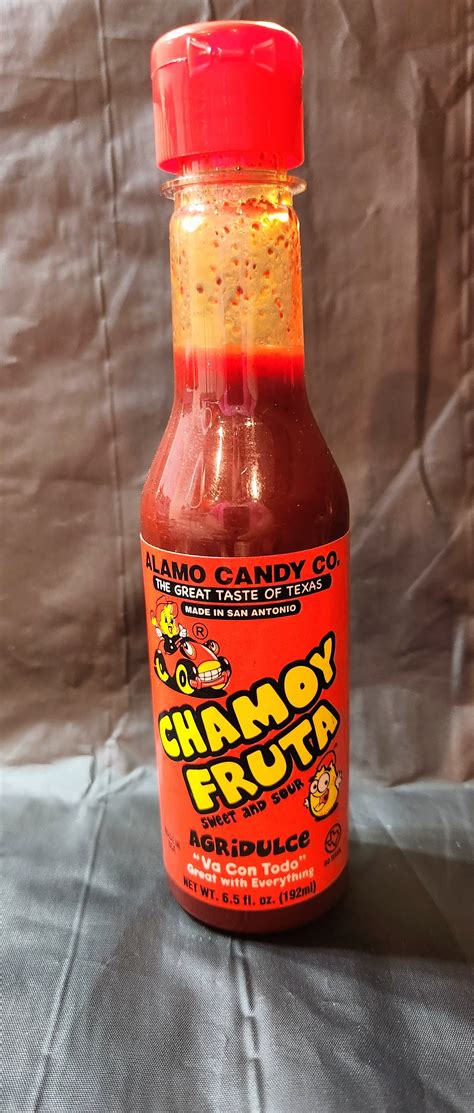 ALAMO CANDY CO.
THE GREAT TASTE OF TEXAS
MADE IN SAN ANTONIO
®
CHAMOY
FRUTA
SWEET AND SOUR
AGRIDULCE
"Va Con Todo"
Great with Everything
NET WT. 6.5 fl. oz. (192ml)